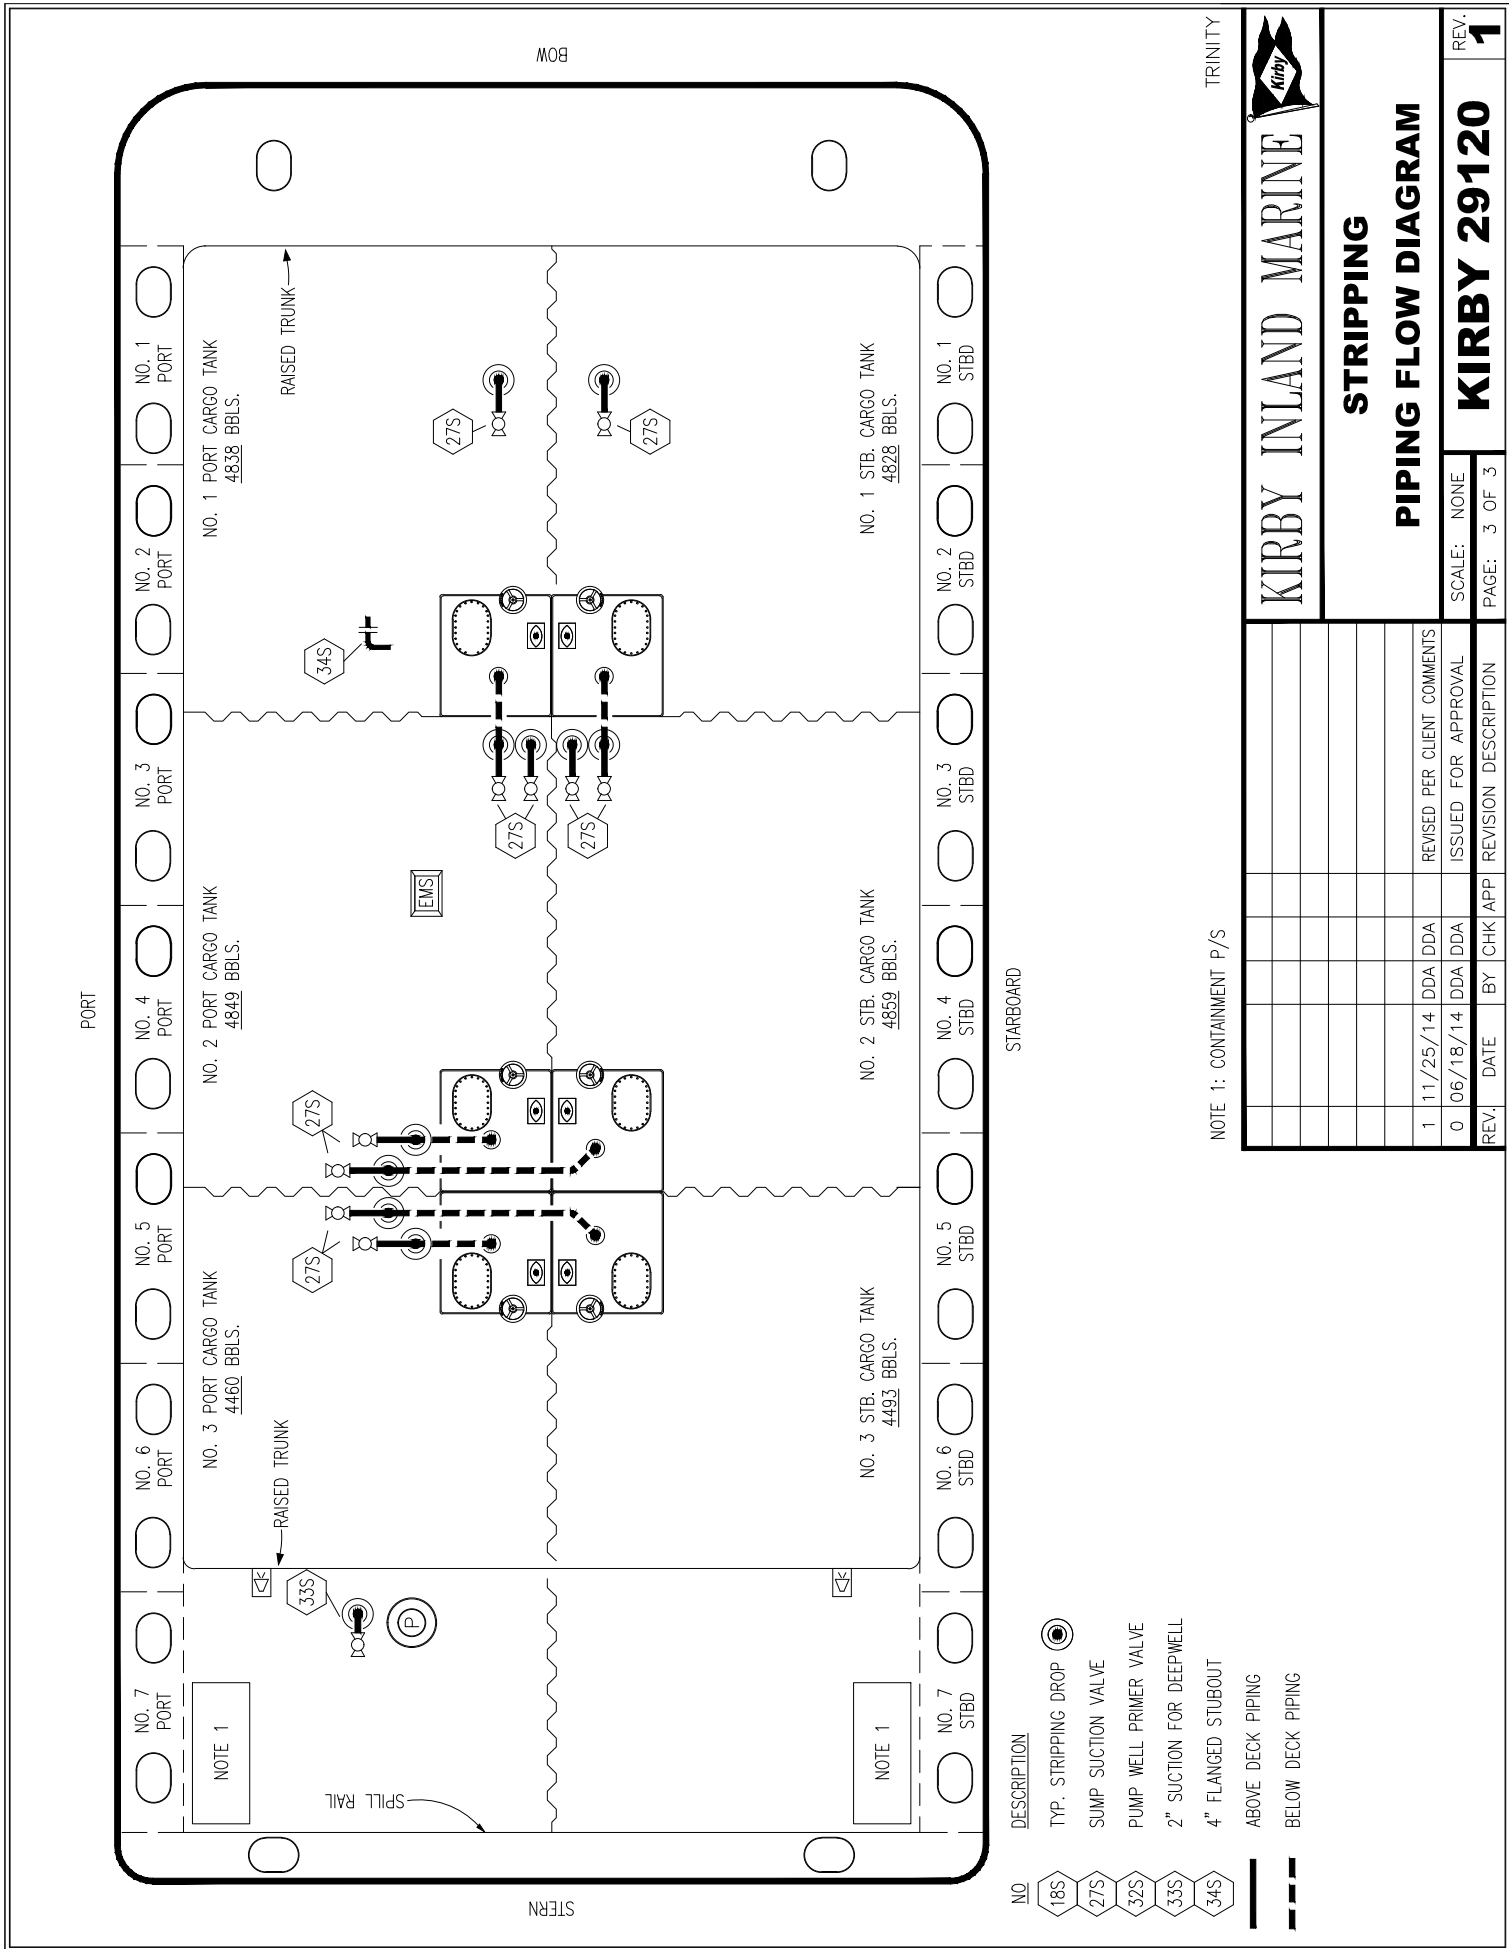 PORT
BOW
STERN
STARBOARD
TRINITY
NO. 7
PORT
NO. 6
PORT
NO. 5
PORT
NO. 4
PORT
NO. 3
PORT
NO. 2
PORT
NO. 1
PORT
RAISED TRUNK
NO. 3 PORT CARGO TANK
4460 BBLS.
NO. 2 PORT CARGO TANK
4849 BBLS.
NO. 1 PORT CARGO TANK
4838 BBLS.
RAISED TRUNK
NOTE 1
SPILL RAIL
33S
P
27S
27S
EMS
34S
27S
27S
27S
27S
NOTE 1
NO. 3 STB. CARGO TANK
4493 BBLS.
NO. 2 STB. CARGO TANK
4859 BBLS.
NO. 1 STB. CARGO TANK
4828 BBLS.
NO. 7
STBD
NO. 6
STBD
NO. 5
STBD
NO. 4
STBD
NO. 3
STBD
NO. 2
STBD
NO. 1
STBD
NO DESCRIPTION
18S TYP. STRIPPING DROP
27S SUMP SUCTION VALVE
32S PUMP WELL PRIMER VALVE
33S 2" SUCTION FOR DEEPWELL
34S 4" FLANGED STUBOUT
ABOVE DECK PIPING
BELOW DECK PIPING
NOTE 1: CONTAINMENT P/S
1 11/25/14 DDA DDA REVISED PER CLIENT COMMENTS
0 06/18/14 DDA DDA ISSUED FOR APPROVAL
REV. DATE BY CHK APP REVISION DESCRIPTION
KIRBY INLAND MARINE
Kirby
STRIPPING
PIPING FLOW DIAGRAM
SCALE: NONE
PAGE: 3 OF 3
KIRBY 29120
REV.
1